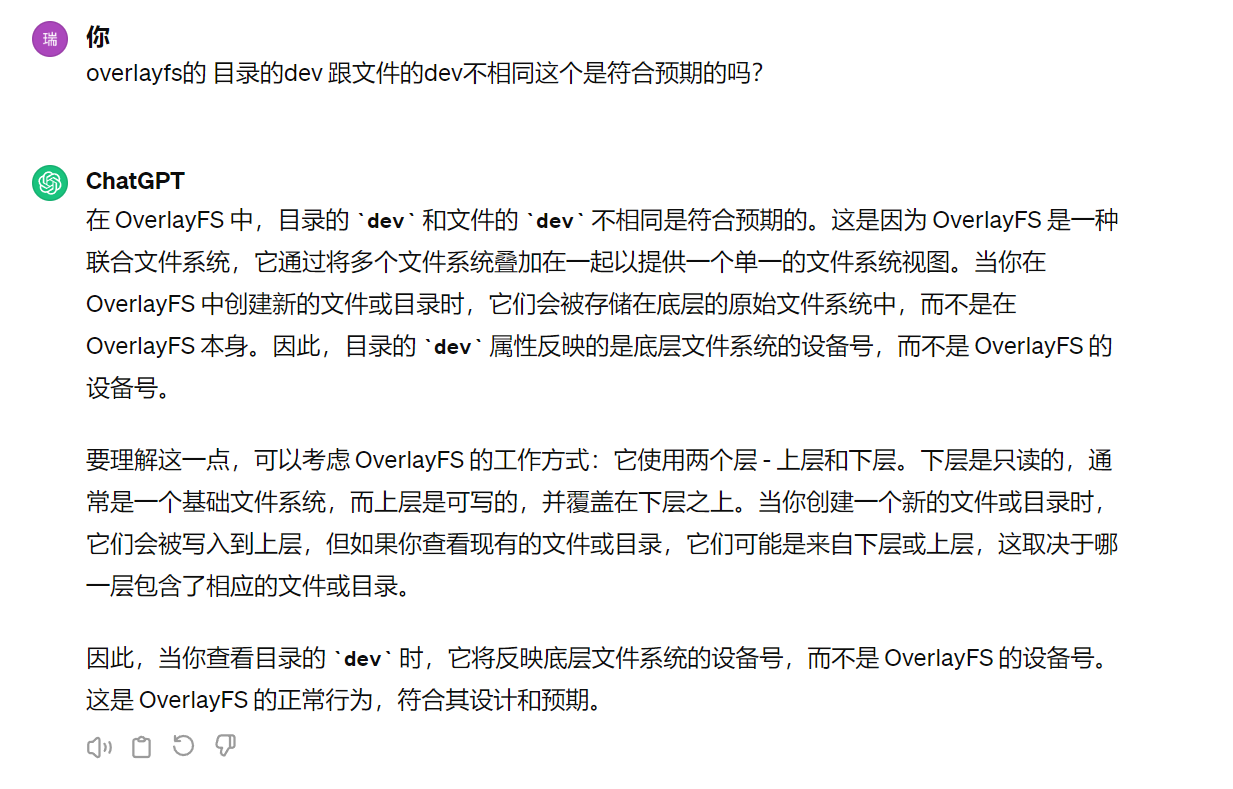 瑞
你
overlayfs的 目录的dev 跟文件的dev不相同这个是符合预期的吗？
ChatGPT
在 OverlayFS 中，目录的 `dev` 和文件的 `dev` 不相同是符合预期的。这是因为 OverlayFS 是一种
联合文件系统，它通过将多个文件系统叠加在一起以提供一个单一的文件系统视图。当你在
OverlayFS 中创建新的文件或目录时，它们会被存储在底层的原始文件系统中，而不是在
OverlayFS 本身。因此，目录的 `dev` 属性反映的是底层文件系统的设备号，而不是 OverlayFS 的
设备号。
要理解这一点，可以考虑 OverlayFS 的工作方式：它使用两个层 - 上层和下层。下层是只读的，通
常是一个基础文件系统，而上层是可写的，并覆盖在下层之上。当你创建一个新的文件或目录时，
它们会被写入到上层，但如果你查看现有的文件或目录，它们可能是来自下层或上层，这取决于哪
一层包含了相应的文件或目录。
因此，当你查看目录的 `dev` 时，它将反映底层文件系统的设备号，而不是 OverlayFS 的设备号。
这是 OverlayFS 的正常行为，符合其设计和预期。